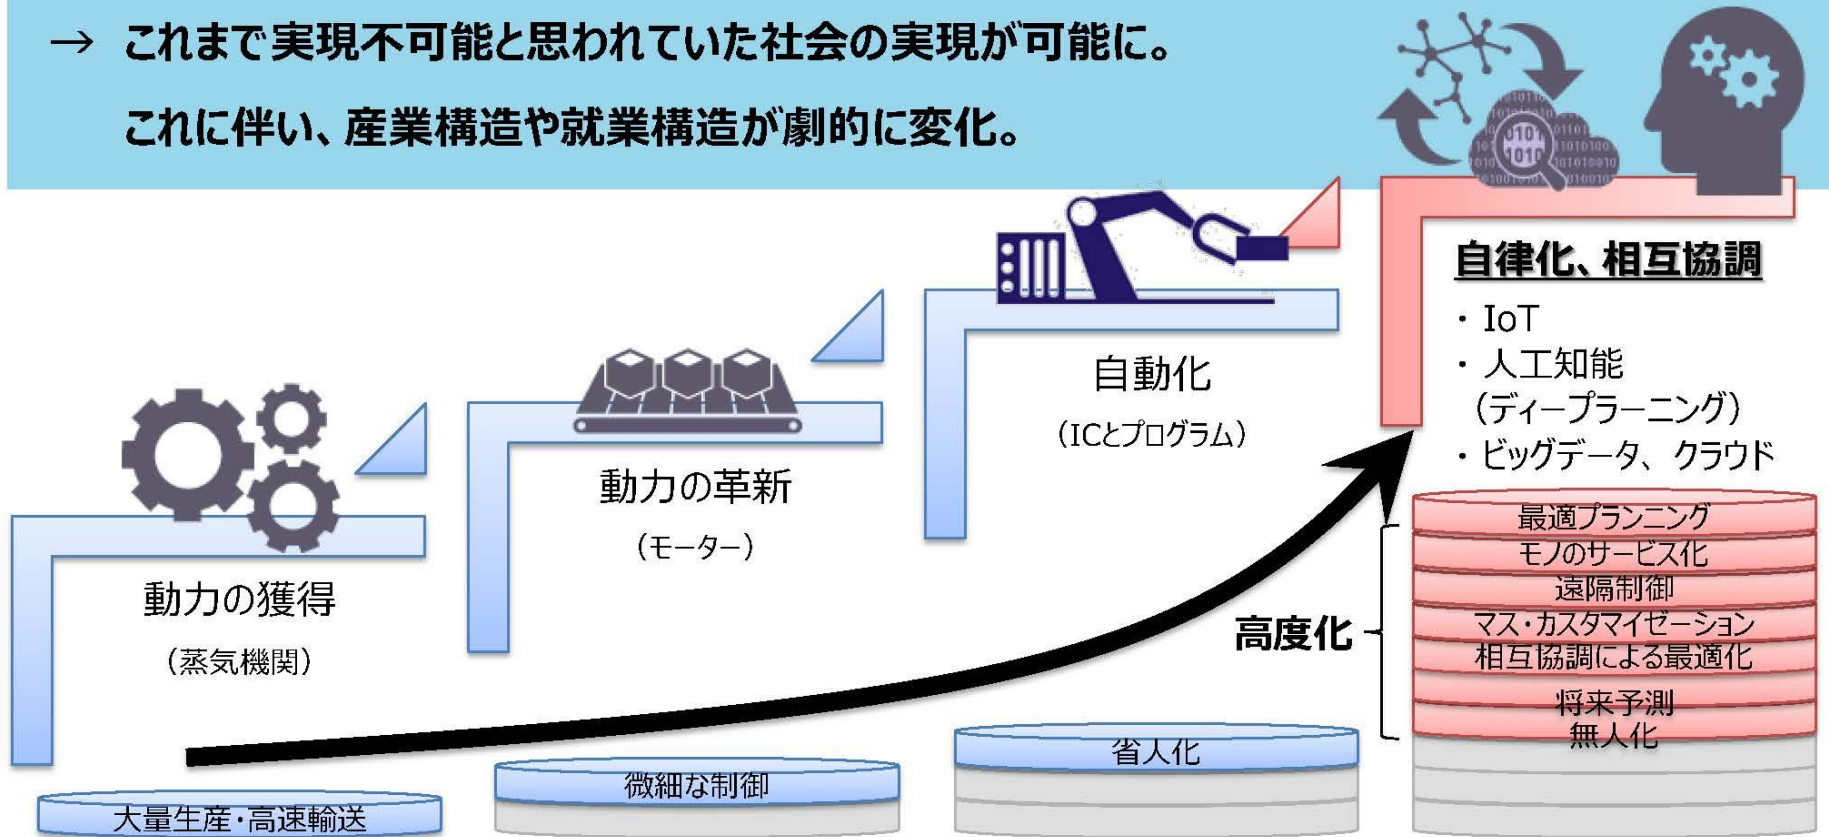 → これまで実現不可能と思われていた社会の実現が可能に。
これに伴い、産業構造や就業構造が劇的に変化。
動力の獲得
（蒸気機関）
大量生産・高速輸送
動力の革新
（モーター）
微細な制御
自動化
（ICとプログラム）
省人化
自律化、相互協調
・ IoT
・ 人工知能
（ディープラーニング）
・ ビッグデータ、クラウド
高度化
最適プランニング
モノのサービス化
遠隔制御
マス・カスタマイゼーション
相互協調による最適化
将来予測
無人化